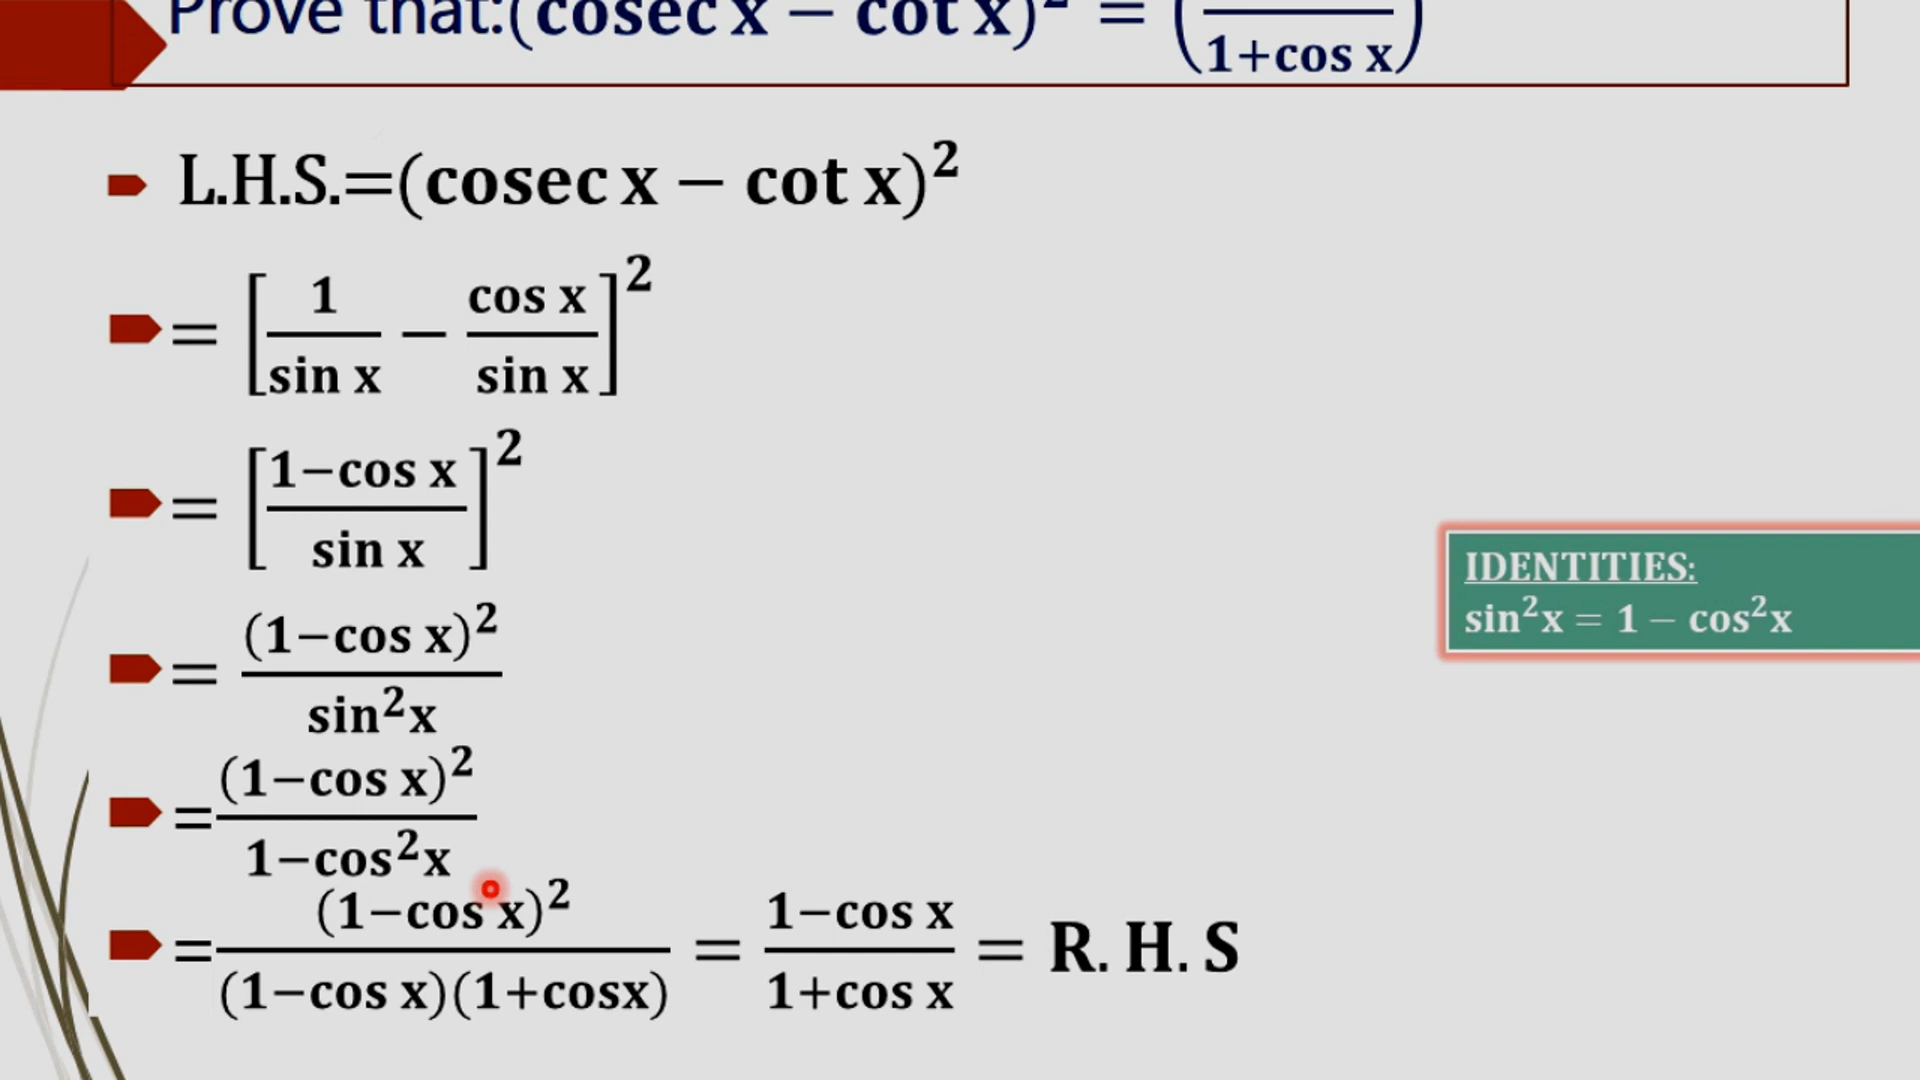 Prove that:(cosec x − cot x)² = (―/1+cos x)
L.H.S.=(cosec x − cot x)²
= [1/sin x − cos x/sin x]²
= [1−cos x/sin x]²
= (1−cos x)²/sin²x
IDENTITIES:
sin²x = 1 − cos²x
=(1−cos x)²/1−cos²x
=(1−cos x)²/(1−cos x)(1+cosx) = 1−cos x/1+cos x = R. H. S